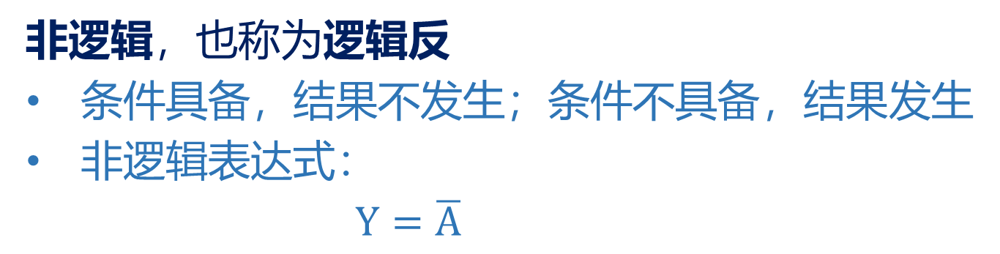 非逻辑，也称为逻辑反
• 条件具备，结果不发生；条件不具备，结果发生
• 非逻辑表达式：
Y = A̅